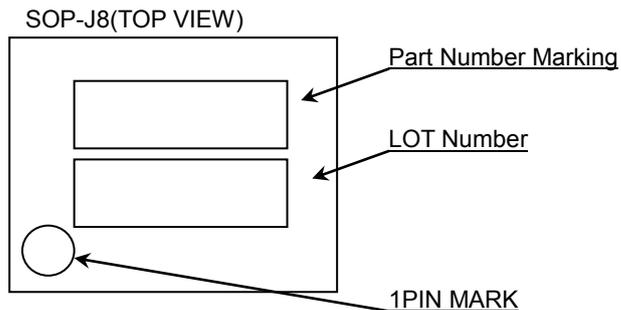 SOP-J8(TOP VIEW)
Part Number Marking
LOT Number
1PIN MARK